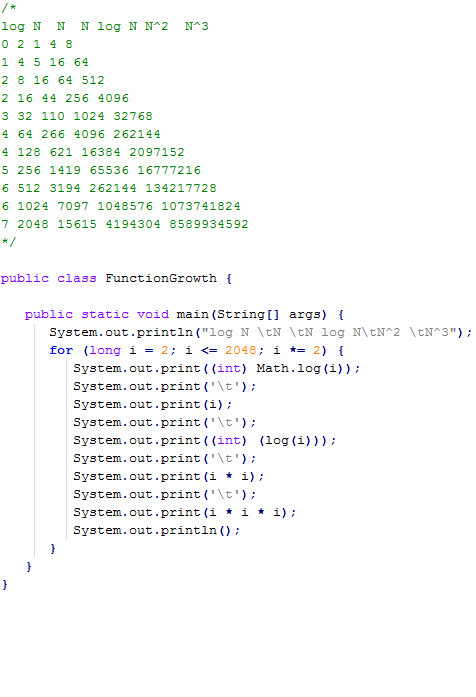 /*
log N  N  N log N N^2  N^3
0 2 1 4 8
1 4 5 16 64
2 8 16 64 512
2 16 44 256 4096
3 32 110 1024 32768
4 64 266 4096 262144
4 128 621 16384 2097152
5 256 1419 65536 16777216
6 512 3194 262144 134217728
6 1024 7097 1048576 1073741824
7 2048 15615 4194304 8589934592
*/

public class FunctionGrowth {

   public static void main(String[] args) {
      System.out.println("log N \tN \tN log N\tN^2 \tN^3");
      for (long i = 2; i <= 2048; i *= 2) {
         System.out.print((int) Math.log(i));
         System.out.print('\t');
         System.out.print(i);
         System.out.print('\t');
         System.out.print((int) (log(i)));
         System.out.print('\t');
         System.out.print(i * i);
         System.out.print('\t');
         System.out.print(i * i * i);
         System.out.println();
      }
   }
}